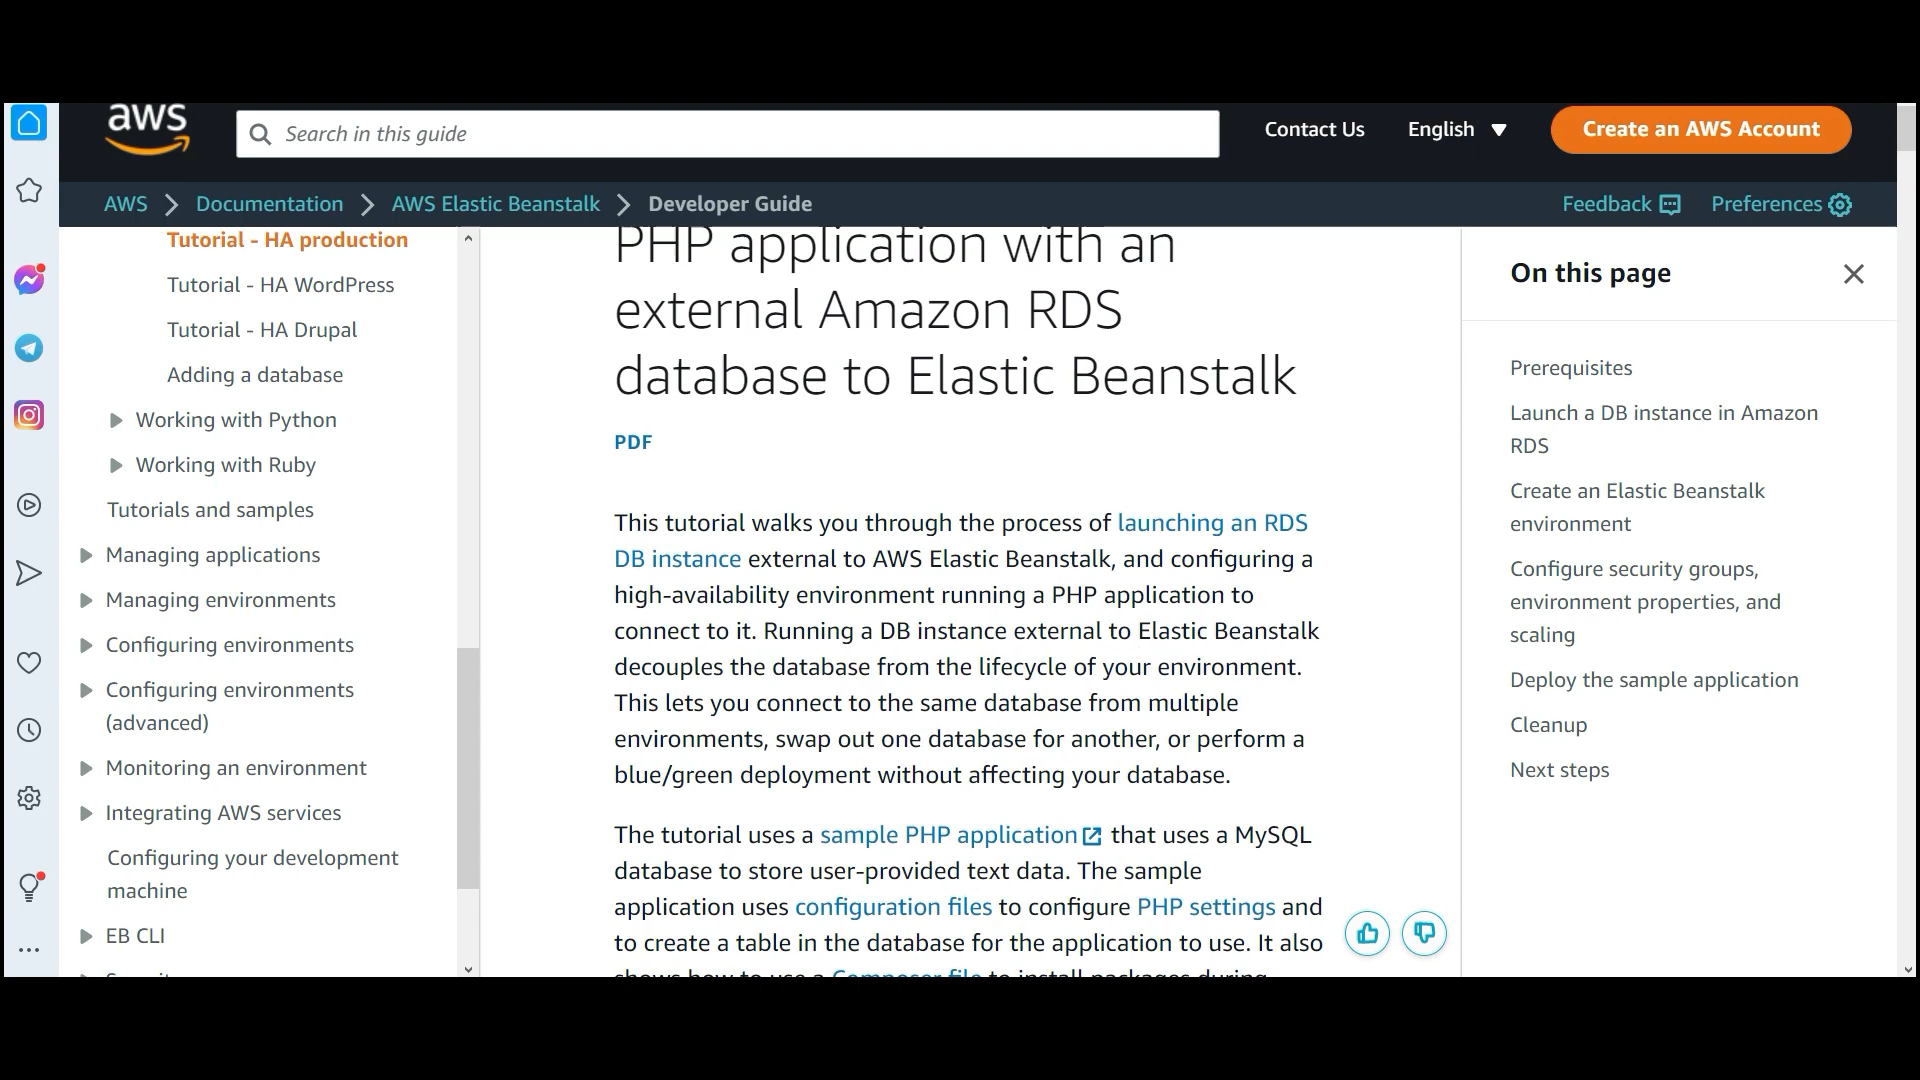 aws
Search in this guide
Contact Us
English
Create an AWS Account
AWS
Documentation
AWS Elastic Beanstalk
Developer Guide
Feedback
Preferences
Tutorial - HA production
Tutorial - HA WordPress
Tutorial - HA Drupal
Adding a database
Working with Python
Working with Ruby
Tutorials and samples
Managing applications
Managing environments
Configuring environments
Configuring environments
(advanced)
Monitoring an environment
Integrating AWS services
Configuring your development
machine
EB CLI
PHP application with an
external Amazon RDS
database to Elastic Beanstalk
PDF
This tutorial walks you through the process of launching an RDS
DB instance external to AWS Elastic Beanstalk, and configuring a
high-availability environment running a PHP application to
connect to it. Running a DB instance external to Elastic Beanstalk
decouples the database from the lifecycle of your environment.
This lets you connect to the same database from multiple
environments, swap out one database for another, or perform a
blue/green deployment without affecting your database.
The tutorial uses a sample PHP application that uses a MySQL
database to store user-provided text data. The sample
application uses configuration files to configure PHP settings and
to create a table in the database for the application to use. It also
shows how to use a Composer file to install packages during
On this page
Prerequisites
Launch a DB instance in Amazon
RDS
Create an Elastic Beanstalk
environment
Configure security groups,
environment properties, and
scaling
Deploy the sample application
Cleanup
Next steps